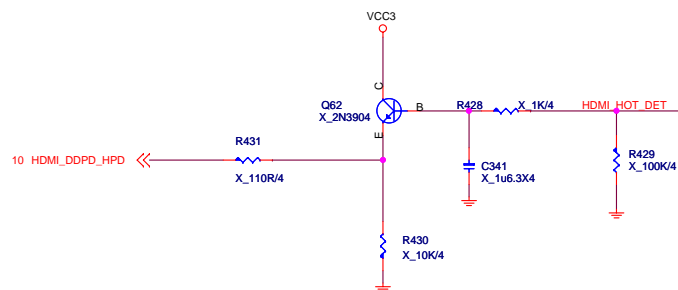 VCC3
C
Q62
X_2N3904
B
E
R428
X_1K/4
HDMI_HOT_DET
R431
10 HDMI_DDPD_HPD
X_110R/4
C341
X_1u6.3X4
R429
X_100K/4
R430
X_10K/4